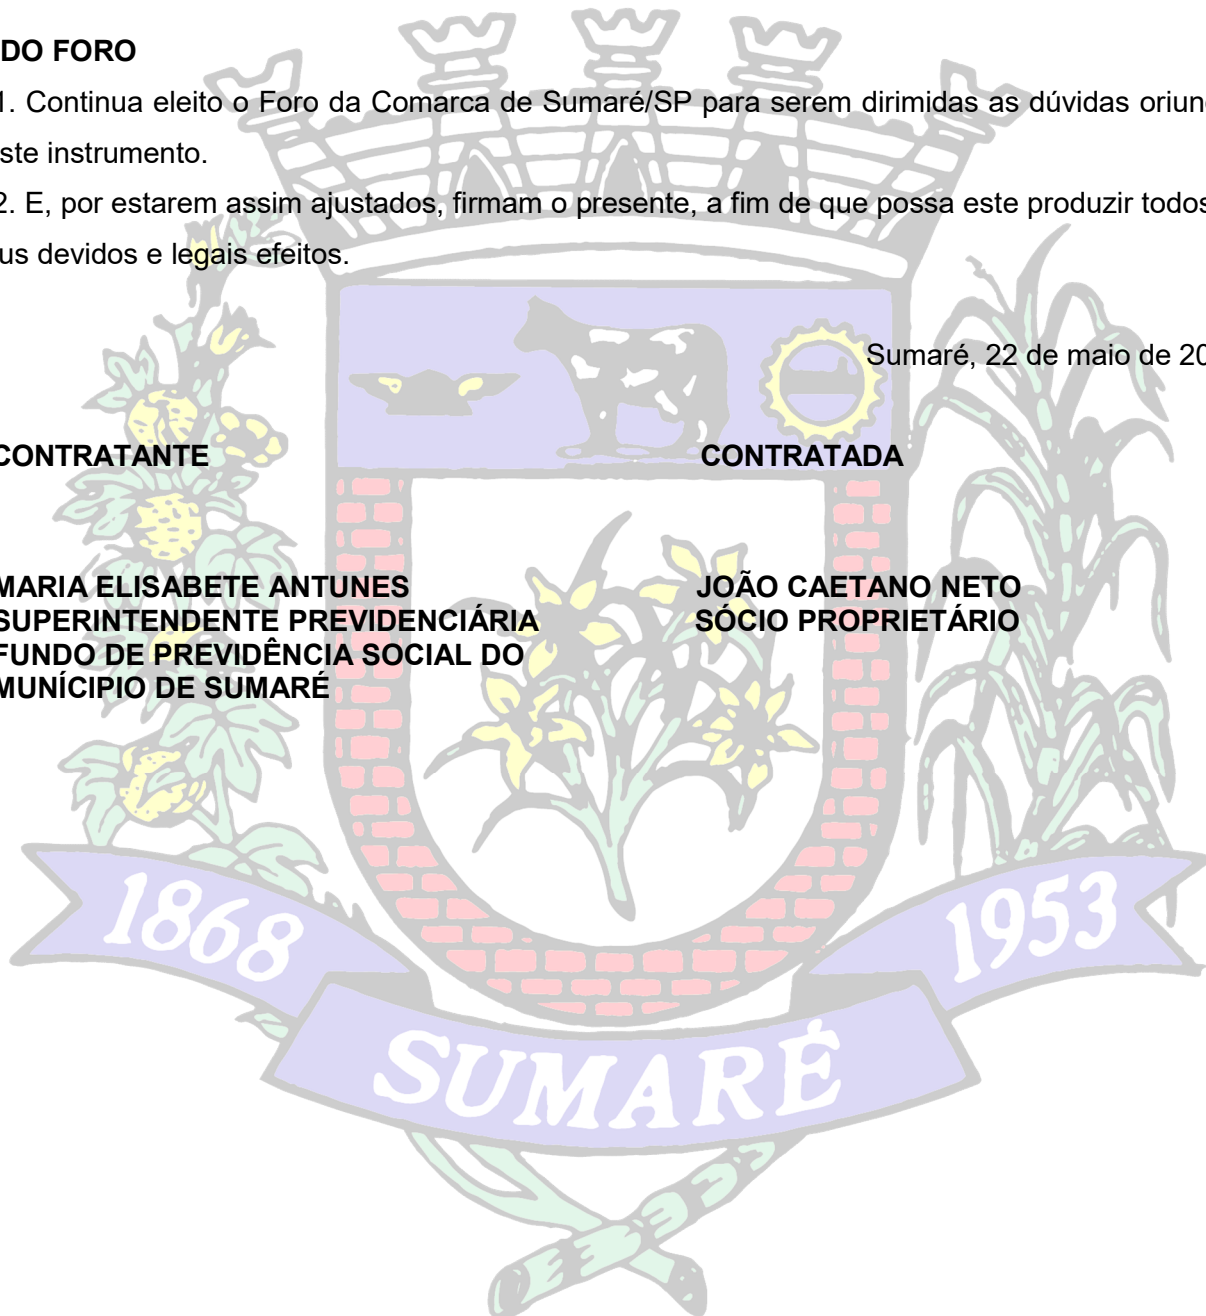 DO FORO
1. Continua eleito o Foro da Comarca de Sumaré/SP para serem dirimidas as dúvidas
ste instrumento.
2. E, por estarem assim ajustados, firmam o presente, a fim de que possa este produzir todos
us devidos e legais efeitos.
Sumaré, 22 de maio de 20
CONTRATANTE
CONTRATADA
MARIA ELISABETE ANTUNES
SUPERINTENDENTE PREVIDENCIÁRIA
FUNDO DE PREVIDÊNCIA SOCIAL DO
MUNÍCIPIO DE SUMARÉ
JOÃO CAETANO NETO
SÓCIO PROPRIETÁRIO
1868
1953
SUMARÉ